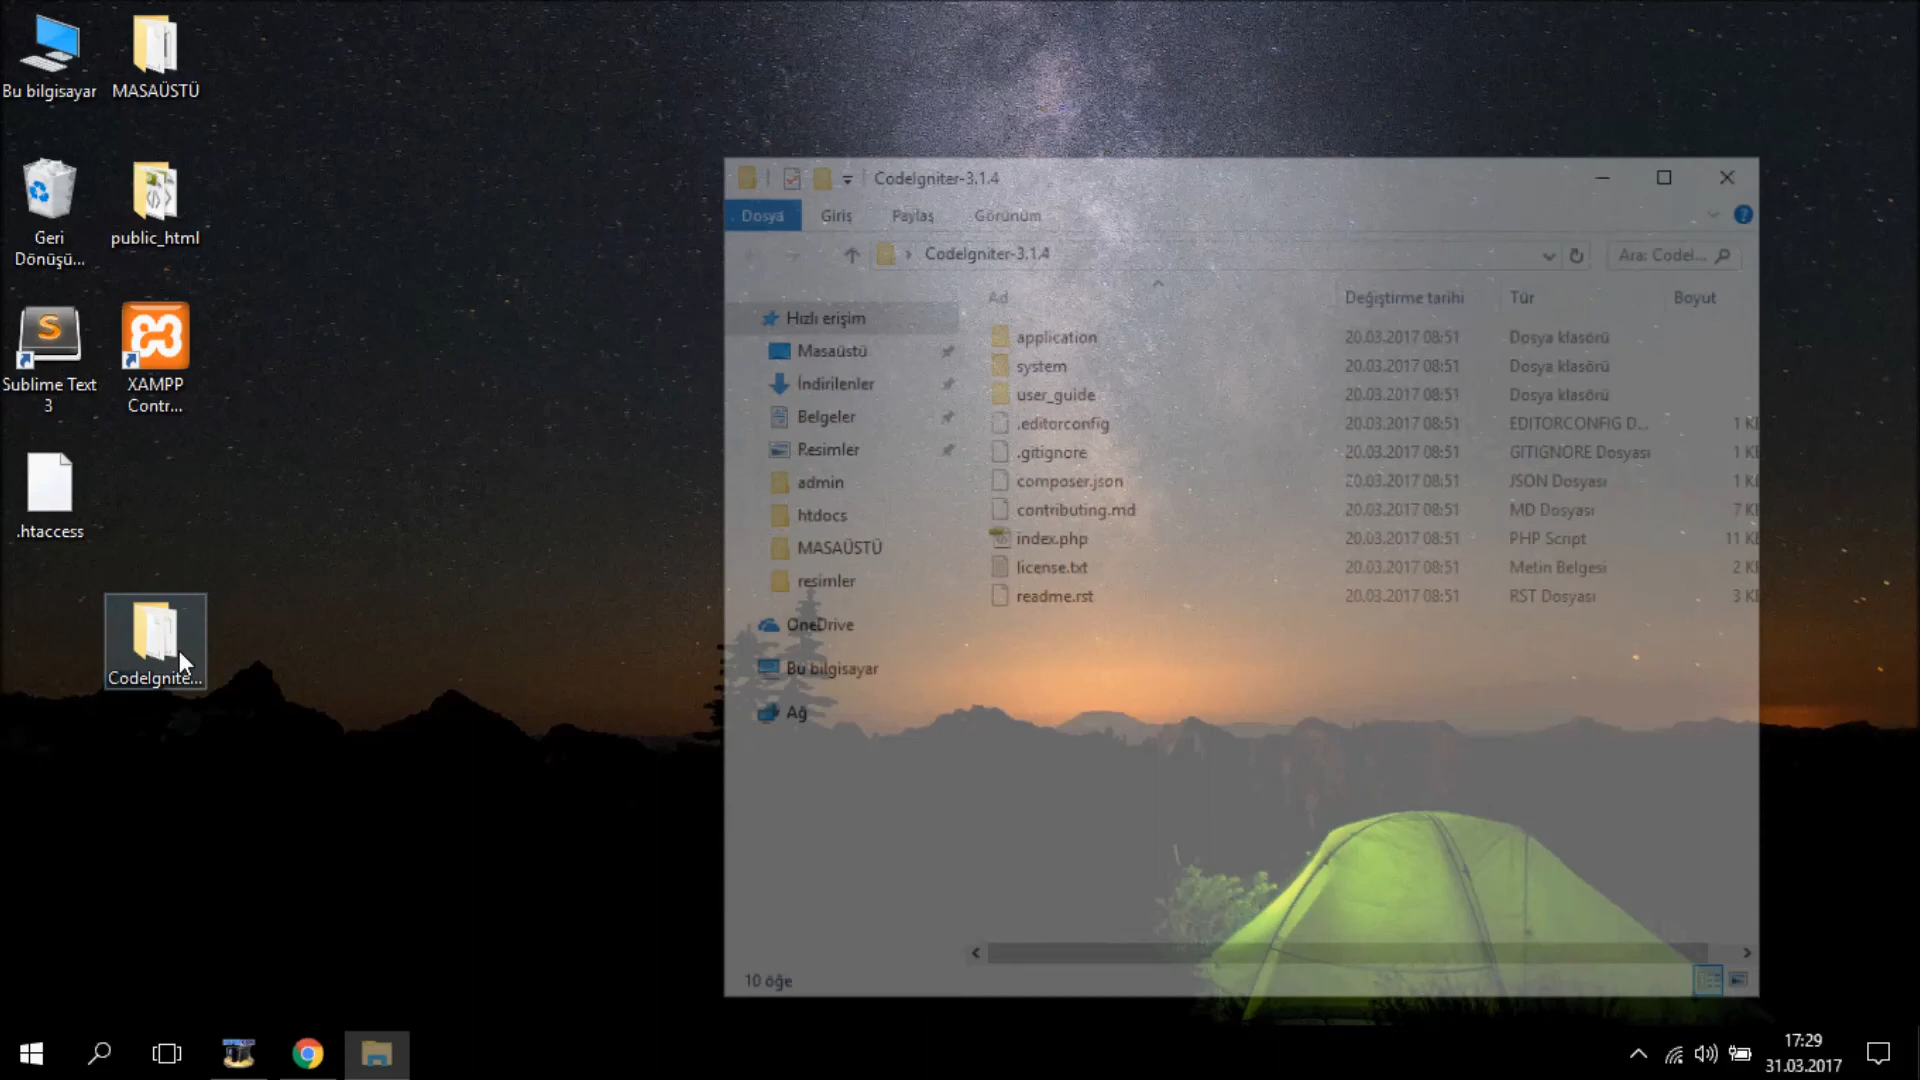 Bu bilgisayar
MASAÜSTÜ
Geri
Dönüşü...
public_html
Sublime Text
3
XAMPP
Contr...
.htaccess
CodeIgnite...
CodeIgniter-3.1.4
Dosya
Giriş
Paylaş
Görünüm
CodeIgniter-3.1.4
Ara: CodeI...
Ad
Değiştirme tarihi
Tür
Boyut
Hızlı erişim
Masaüstü
İndirilenler
Belgeler
Resimler
admin
htdocs
MASAÜSTÜ
resimler
OneDrive
Bu bilgisayar
Ağ
application 20.03.2017 08:51 Dosya klasörü
system 20.03.2017 08:51 Dosya klasörü
user_guide 20.03.2017 08:51 Dosya klasörü
.editorconfig 20.03.2017 08:51 EDITORCONFIG D... 1 KB
.gitignore 20.03.2017 08:51 GITIGNORE Dosyası 1 KB
composer.json 20.03.2017 08:51 JSON Dosyası 1 KB
contributing.md 20.03.2017 08:51 MD Dosyası 7 KB
index.php 20.03.2017 08:51 PHP Script 11 KB
license.txt 20.03.2017 08:51 Metin Belgesi 2 KB
readme.rst 20.03.2017 08:51 RST Dosyası 3 KB
10 öğe
17:29
31.03.2017